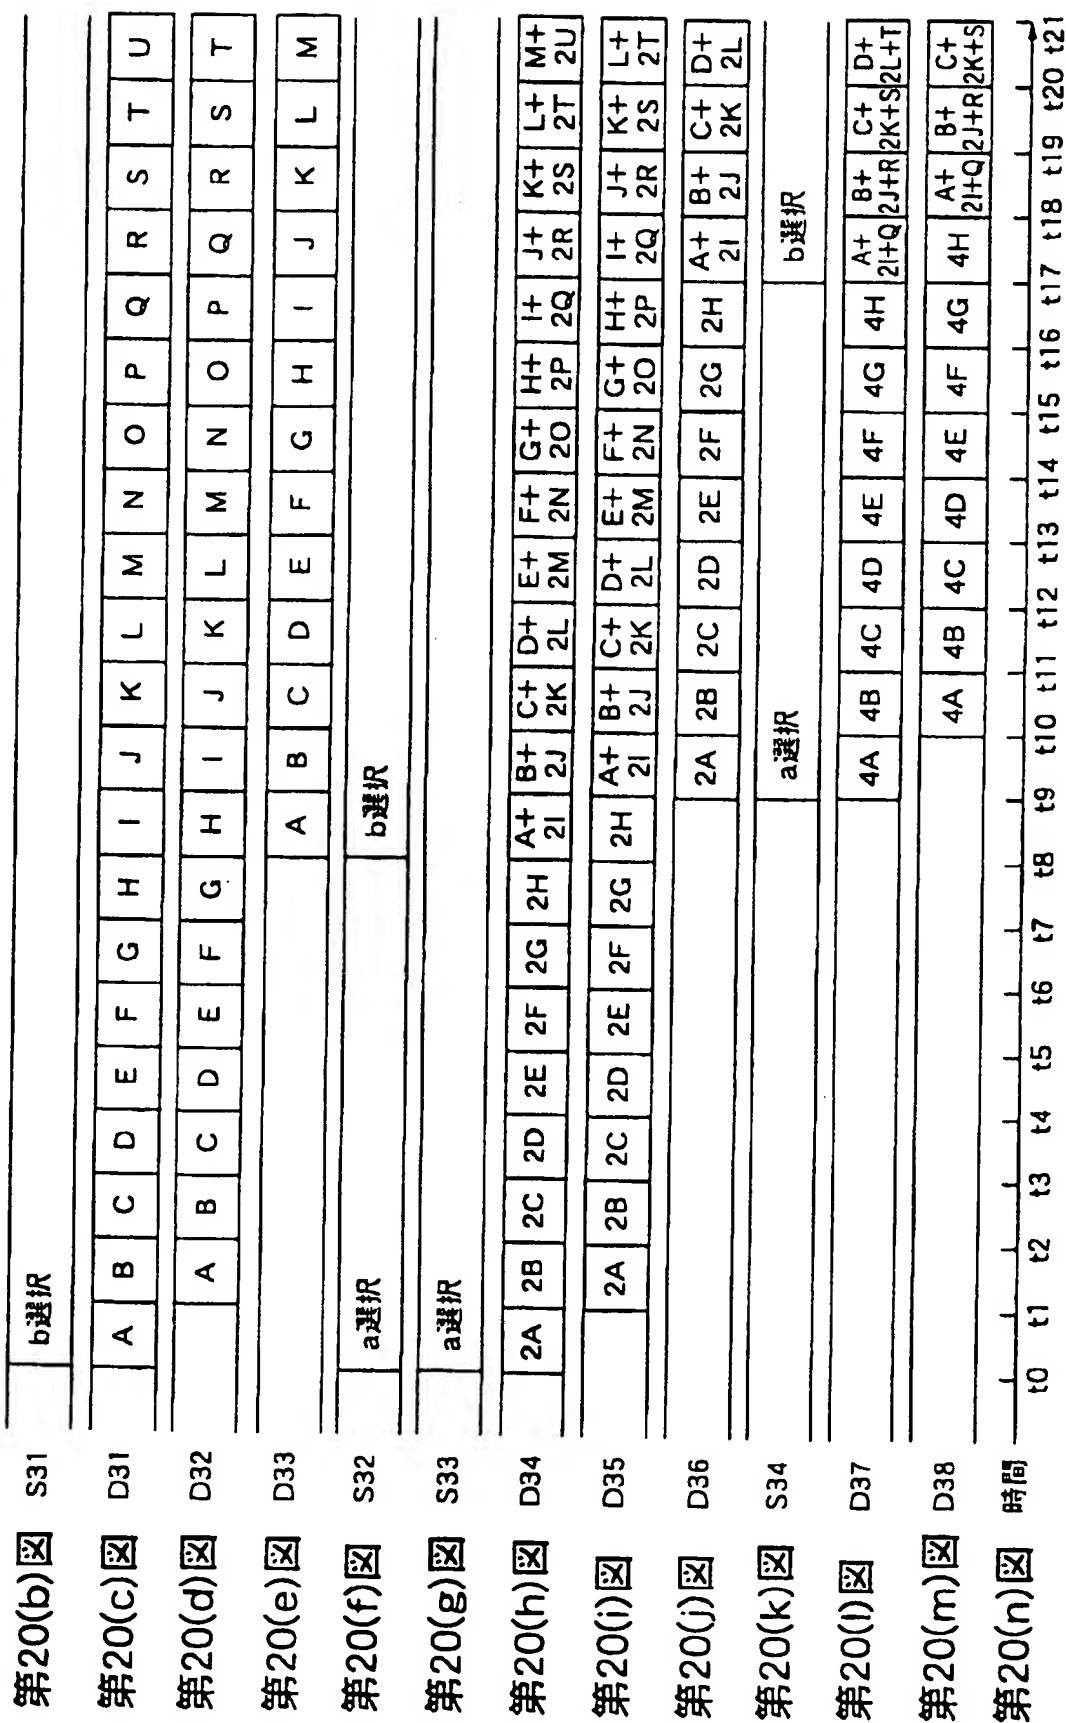 第20(b)図 S31 b選択
第20(c)図 D31 A B C D E F G H I J K L M N O P Q R S T U
第20(d)図 D32 A B C D E F G H I J K L M N O P Q R S T
第20(e)図 D33 A B C D E F G H I J K L M
第20(f)図 S32 a選択 b選択
第20(g)図 S33 a選択
第20(h)図 D34 2A 2B 2C 2D 2E 2F 2G 2H A+2I B+2J C+2K D+2L E+2M F+2N G+2O H+2P I+2Q J+2R K+2S L+2T M+2U
第20(i)図 D35 2A 2B 2C 2D 2E 2F 2G 2H A+2I B+2J C+2K D+2L E+2M F+2N G+2O H+2P I+2Q J+2R K+2S L+2T
第20(j)図 D36 2A 2B 2C 2D 2E 2F 2G 2H A+2I B+2J C+2K D+2L
第20(k)図 S34 a選択 b選択
第20(l)図 D37 4A 4B 4C 4D 4E 4F 4G 4H A+2I+Q B+2J+R C+2K+S D+2L+T
第20(m)図 D38 4A 4B 4C 4D 4E 4F 4G 4H A+2I+Q B+2J+R C+2K+S
第20(n)図 時間 t0 t1 t2 t3 t4 t5 t6 t7 t8 t9 t10 t11 t12 t13 t14 t15 t16 t17 t18 t19 t20 t21